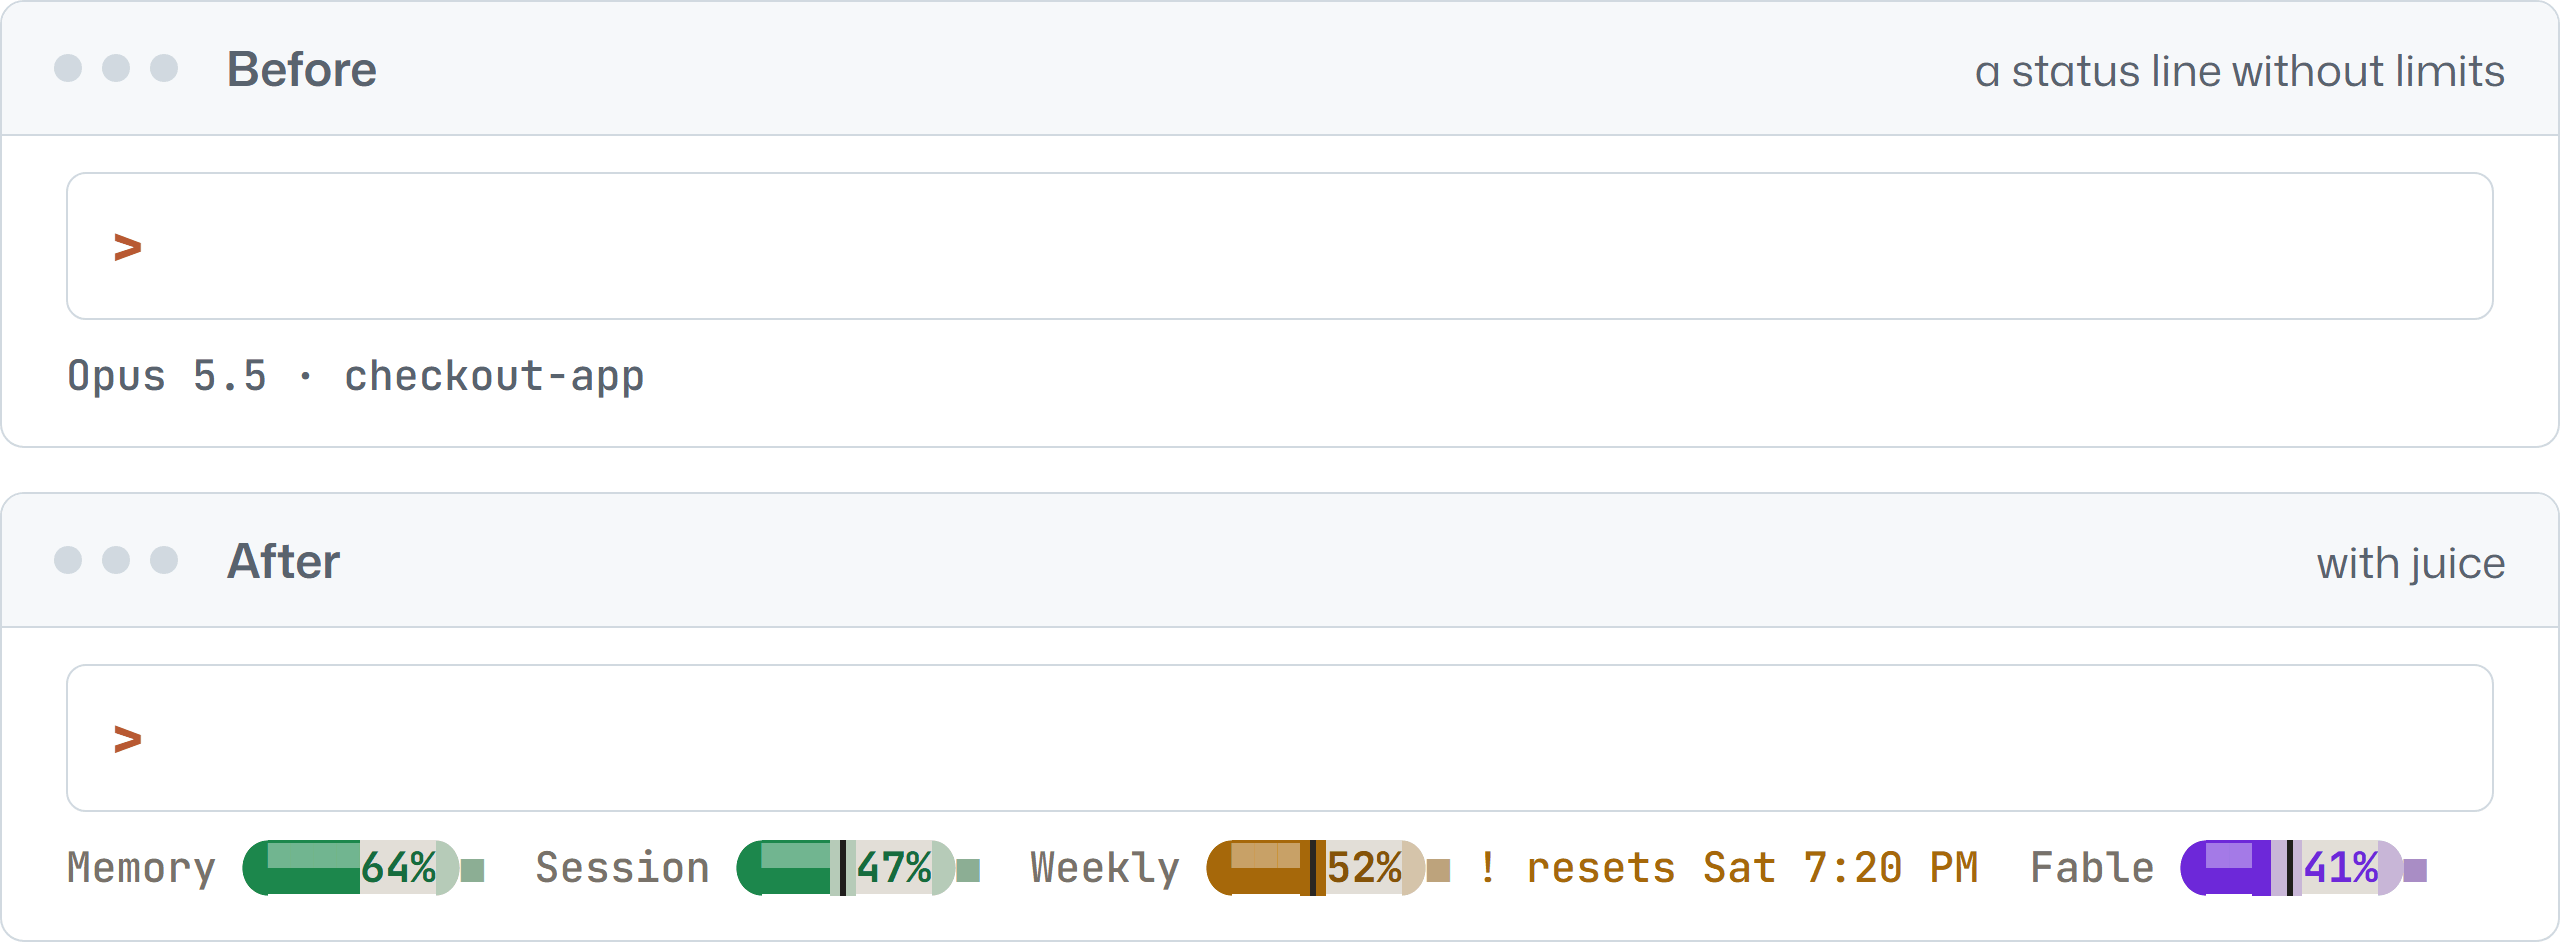 Before
a status line without limits
>
Opus 5.5 · checkout-app
After
with juice
>
Memory 64% Session 47% Weekly 52% ! resets Sat 7:20 PM Fable 41%